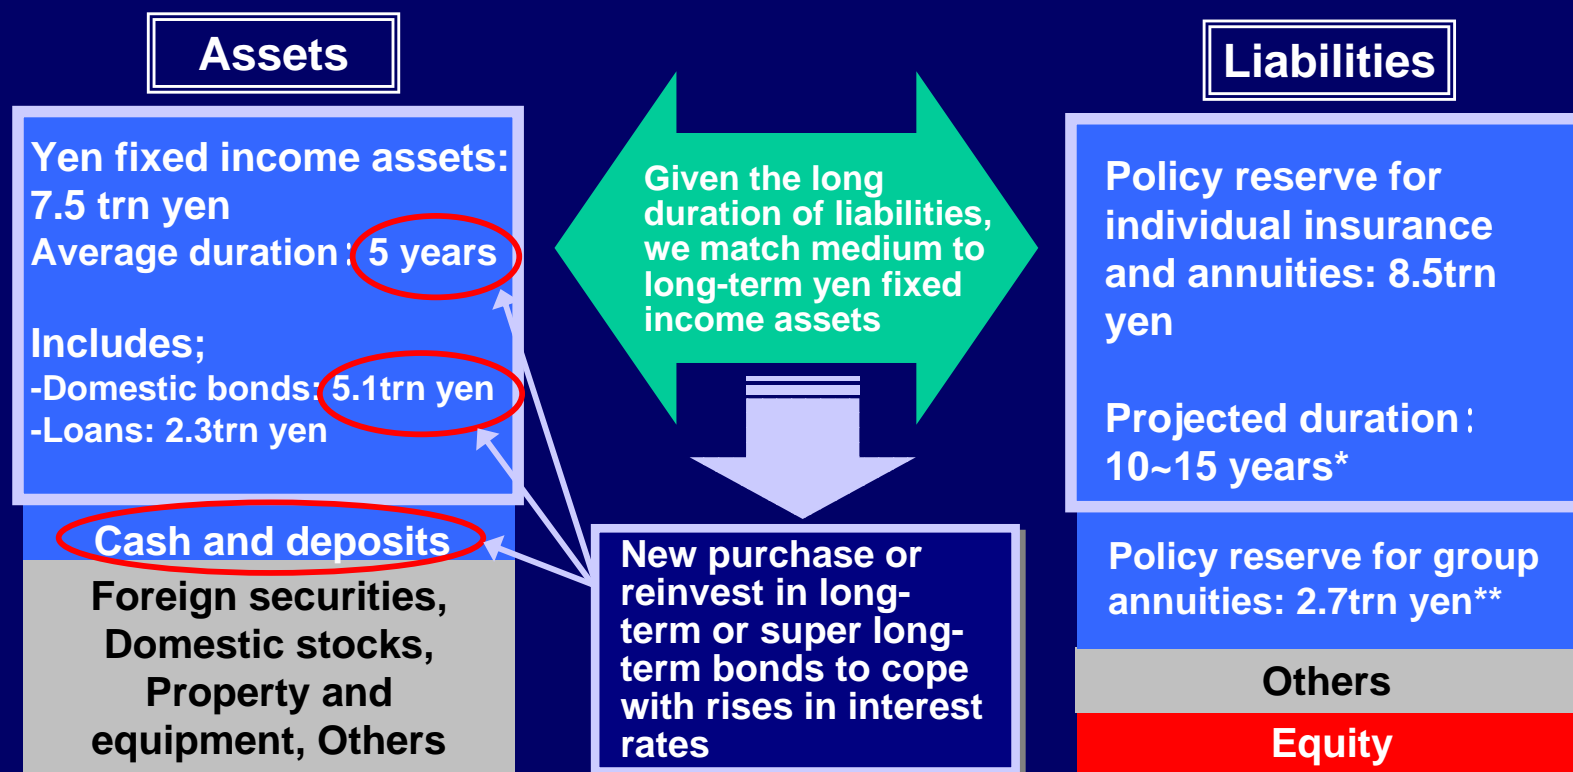 Assets
Yen fixed income assets:
7.5 trn yen
Average duration: 5 years
Includes;
-Domestic bonds: 5.1trn yen
-Loans: 2.3trn yen
Cash and deposits
Foreign securities,
Domestic stocks,
Property and
equipment, Others
Given the long
duration of liabilities,
we match medium to
long-term yen fixed
income assets
New purchase or
reinvest in long-
term or super long-
term bonds to cope
with rises in interest
rates
Liabilities
Policy reserve for
individual insurance
and annuities: 8.5trn
yen
Projected duration:
10~15 years*
Policy reserve for group
annuities: 2.7trn yen**
Others
Equity